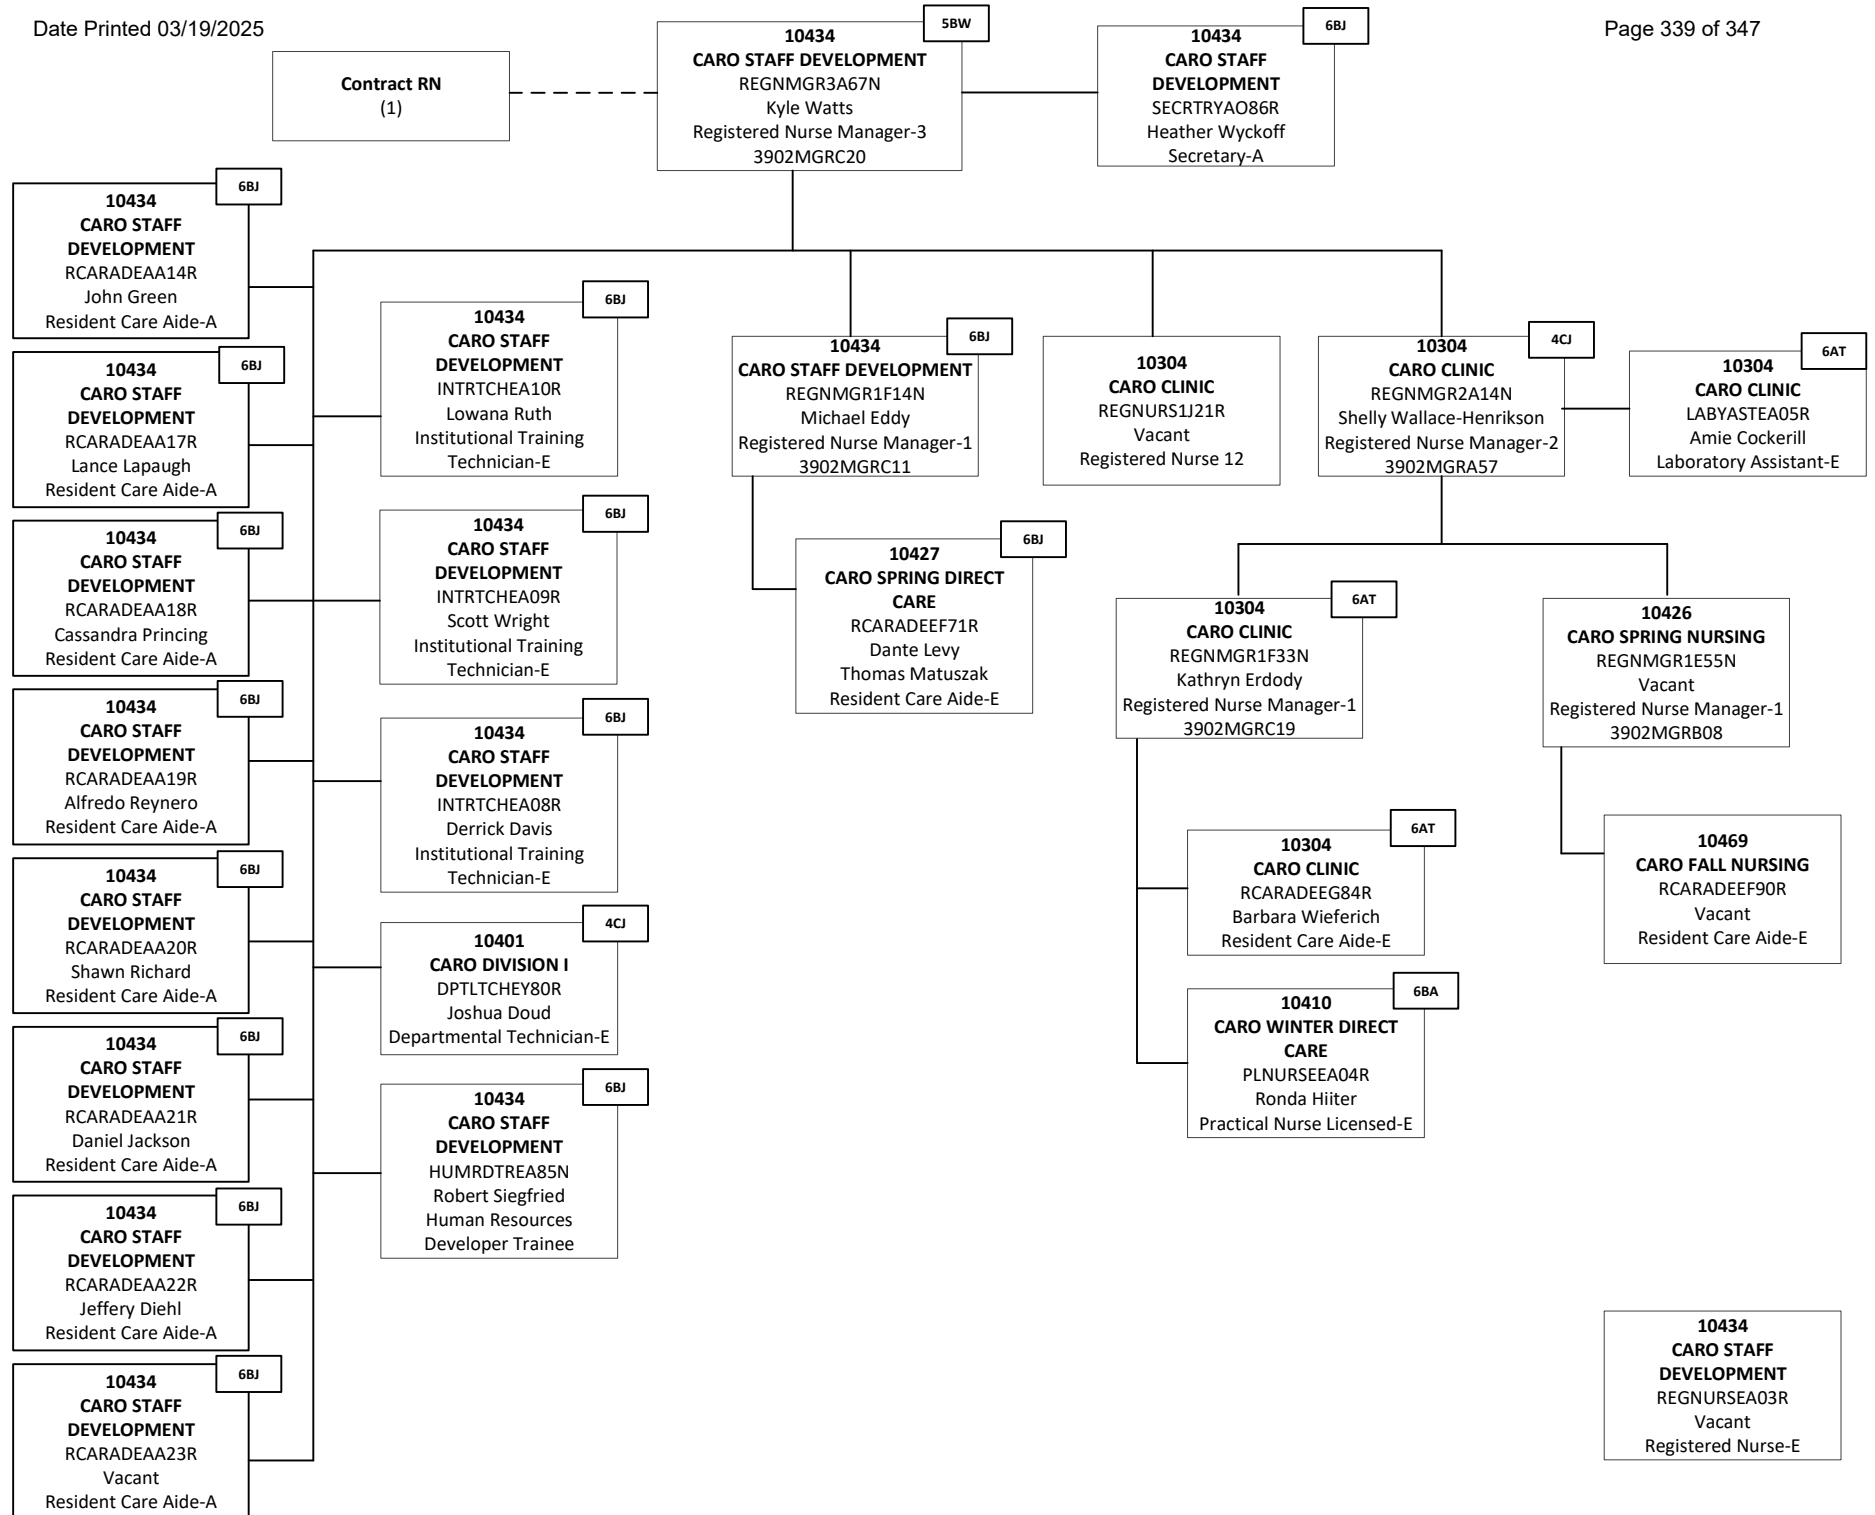 Date Printed 03/19/2025
Page 339 of 347
Contract RN
(1)
5BW
10434
CARO STAFF DEVELOPMENT
REGNMGR3A67N
Kyle Watts
Registered Nurse Manager-3
3902MGRC20
6BJ
10434
CARO STAFF
DEVELOPMENT
SECRTRYAO86R
Heather Wyckoff
Secretary-A
6BJ
10434
CARO STAFF
DEVELOPMENT
RCARADEAA14R
John Green
Resident Care Aide-A
6BJ
10434
CARO STAFF
DEVELOPMENT
RCARADEAA17R
Lance Lapaugh
Resident Care Aide-A
6BJ
10434
CARO STAFF
DEVELOPMENT
RCARADEAA18R
Cassandra Princing
Resident Care Aide-A
6BJ
10434
CARO STAFF
DEVELOPMENT
RCARADEAA19R
Alfredo Reynero
Resident Care Aide-A
6BJ
10434
CARO STAFF
DEVELOPMENT
RCARADEAA20R
Shawn Richard
Resident Care Aide-A
6BJ
10434
CARO STAFF
DEVELOPMENT
RCARADEAA21R
Daniel Jackson
Resident Care Aide-A
6BJ
10434
CARO STAFF
DEVELOPMENT
RCARADEAA22R
Jeffery Diehl
Resident Care Aide-A
6BJ
10434
CARO STAFF
DEVELOPMENT
RCARADEAA23R
Vacant
Resident Care Aide-A
6BJ
10434
CARO STAFF
DEVELOPMENT
INTRTCHEA10R
Lowana Ruth
Institutional Training
Technician-E
6BJ
10434
CARO STAFF
DEVELOPMENT
INTRTCHEA09R
Scott Wright
Institutional Training
Technician-E
6BJ
10434
CARO STAFF
DEVELOPMENT
INTRTCHEA08R
Derrick Davis
Institutional Training
Technician-E
4CJ
10401
CARO DIVISION I
DPTLTCHEY80R
Joshua Doud
Departmental Technician-E
6BJ
10434
CARO STAFF
DEVELOPMENT
HUMRDTREA85N
Robert Siegfried
Human Resources
Developer Trainee
6BJ
10434
CARO STAFF DEVELOPMENT
REGNMGR1F14N
Michael Eddy
Registered Nurse Manager-1
3902MGRC11
6BJ
10427
CARO SPRING DIRECT
CARE
RCARADEEF71R
Dante Levy
Thomas Matuszak
Resident Care Aide-E
10304
CARO CLINIC
REGNURS1J21R
Vacant
Registered Nurse 12
4CJ
10304
CARO CLINIC
REGNMGR2A14N
Shelly Wallace-Henrikson
Registered Nurse Manager-2
3902MGRA57
6AT
10304
CARO CLINIC
LABYASTEA05R
Amie Cockerill
Laboratory Assistant-E
6AT
10304
CARO CLINIC
REGNMGR1F33N
Kathryn Erdody
Registered Nurse Manager-1
3902MGRC19
10426
CARO SPRING NURSING
REGNMGR1E55N
Vacant
Registered Nurse Manager-1
3902MGRB08
6AT
10304
CARO CLINIC
RCARADEEG84R
Barbara Wieferich
Resident Care Aide-E
10469
CARO FALL NURSING
RCARADEEF90R
Vacant
Resident Care Aide-E
6BA
10410
CARO WINTER DIRECT
CARE
PLNURSEEA04R
Ronda Hiiter
Practical Nurse Licensed-E
10434
CARO STAFF
DEVELOPMENT
REGNURSEA03R
Vacant
Registered Nurse-E